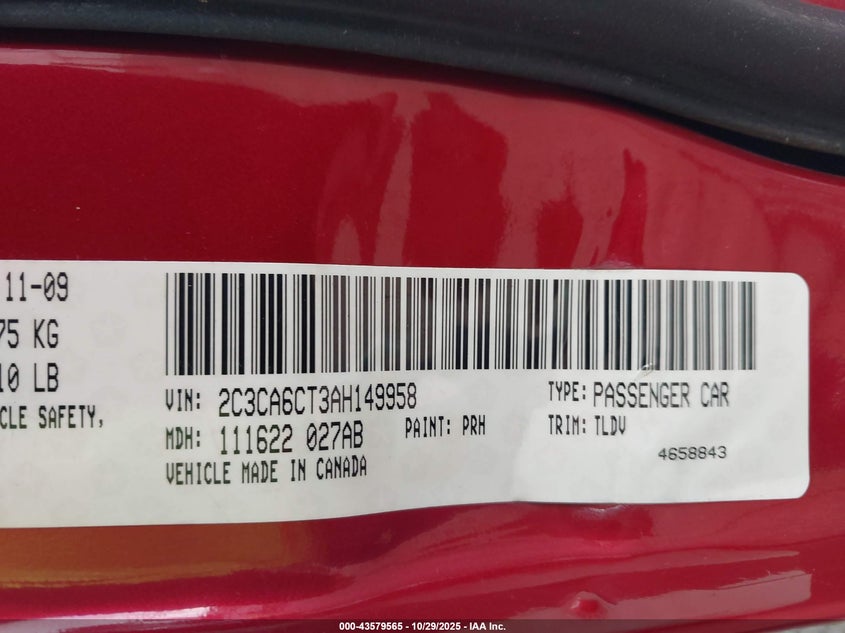 11-09
75 KG
10 LB
CLE SAFETY,
VIN: 2C3CA6CT3AH149958
TYPE: PASSENGER CAR
MDH: 111622 027AB
PAINT: PRH
TRIM: TLDV
VEHICLE MADE IN CANADA
4658843
000-43579565 - 10/29/2025 - IAA Inc.